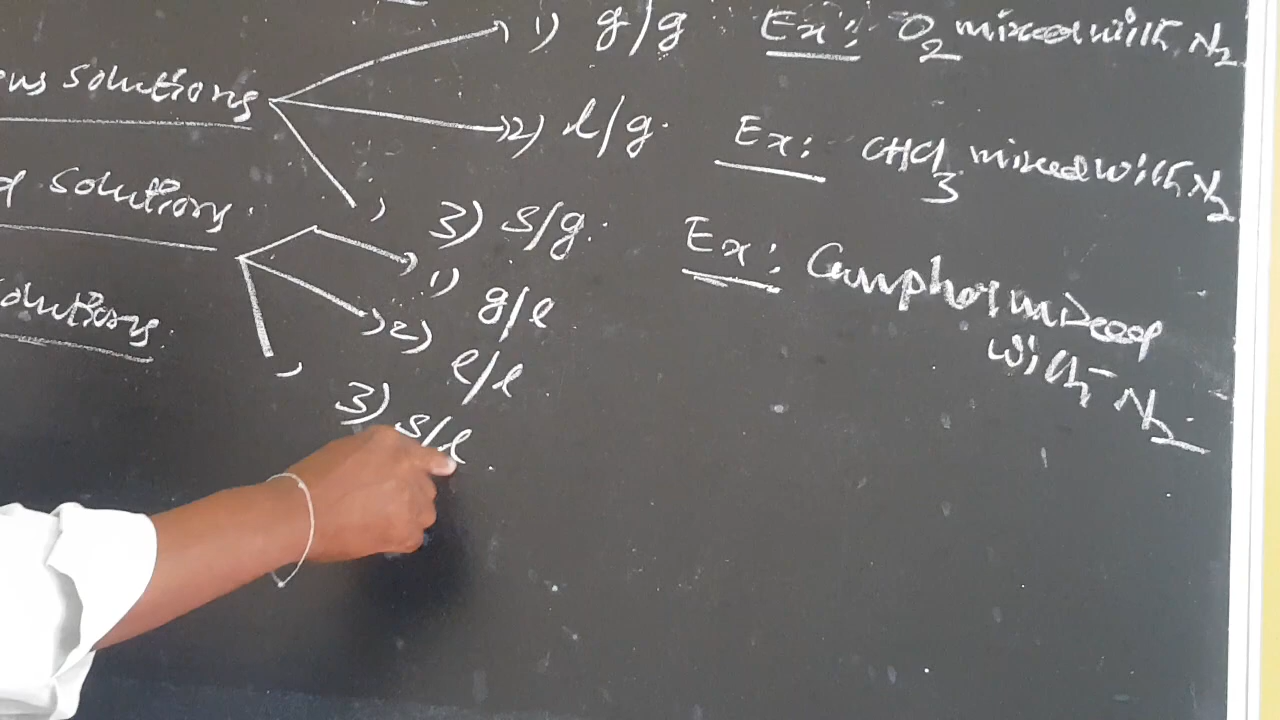 1) g/g Ex: O2 mixed with N2
ous solutions
2) l/g. Ex: CHCl3 mixed with N2
3) s/g. Ex: Camphor mixed
with N2.
d solutions.
1) g/l
2) l/l
3) s/l.
solutions.